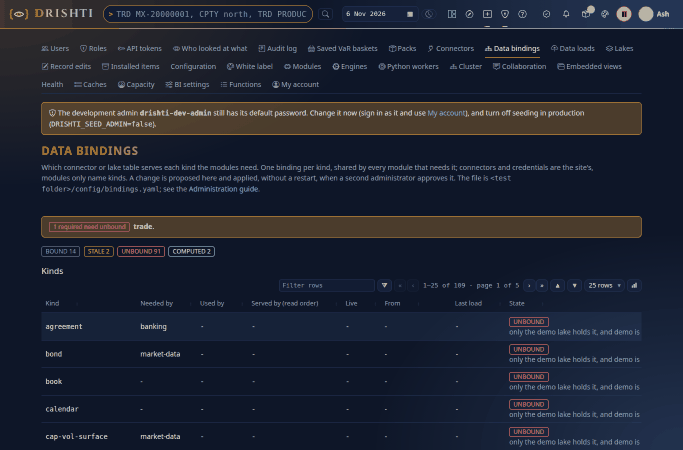 DRISHTI
> TRD MX-20000001, CPTY north, TRD PRODUC
6 Nov 2026
Ash
Users Roles API tokens Who looked at what Audit log Saved VaR baskets Packs Connectors Data bindings Data loads Lakes
Record edits Installed items Configuration White label Modules Engines Python workers Cluster Collaboration Embedded views
Health Caches Capacity BI settings Functions My account
The development admin drishti-dev-admin still has its default password. Change it now (sign in as it and use My account), and turn off seeding in production
(DRISHTI_SEED_ADMIN=false).
DATA BINDINGS
Which connector or lake table serves each kind the modules need. One binding per kind, shared by every module that needs it; connectors and credentials are the site's,
modules only name kinds. A change is proposed here and applied, without a restart, when a second administrator approves it. The file is <test
folder>/config/bindings.yaml; see the Administration guide.
1 required need unbound trade.
BOUND 14 STALE 2 UNBOUND 91 COMPUTED 2
Kinds
Filter rows « ‹ 1–25 of 109 · page 1 of 5 › » ▲ ▼ 25 rows
Kind Needed by Used by Served by (read order) Live From Last load State
agreement banking - - - - - UNBOUND
only the demo lake holds it, and demo is
bond market-data - - - - - UNBOUND
only the demo lake holds it, and demo is
book - - - - - - UNBOUND
only the demo lake holds it, and demo is
calendar - - - - - - UNBOUND
only the demo lake holds it, and demo is
cap-vol-surface market-data - - - - - UNBOUND
only the demo lake holds it, and demo is